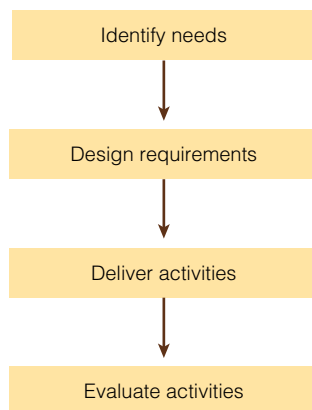 Identify needs
Design requirements
Deliver activities
Evaluate activities